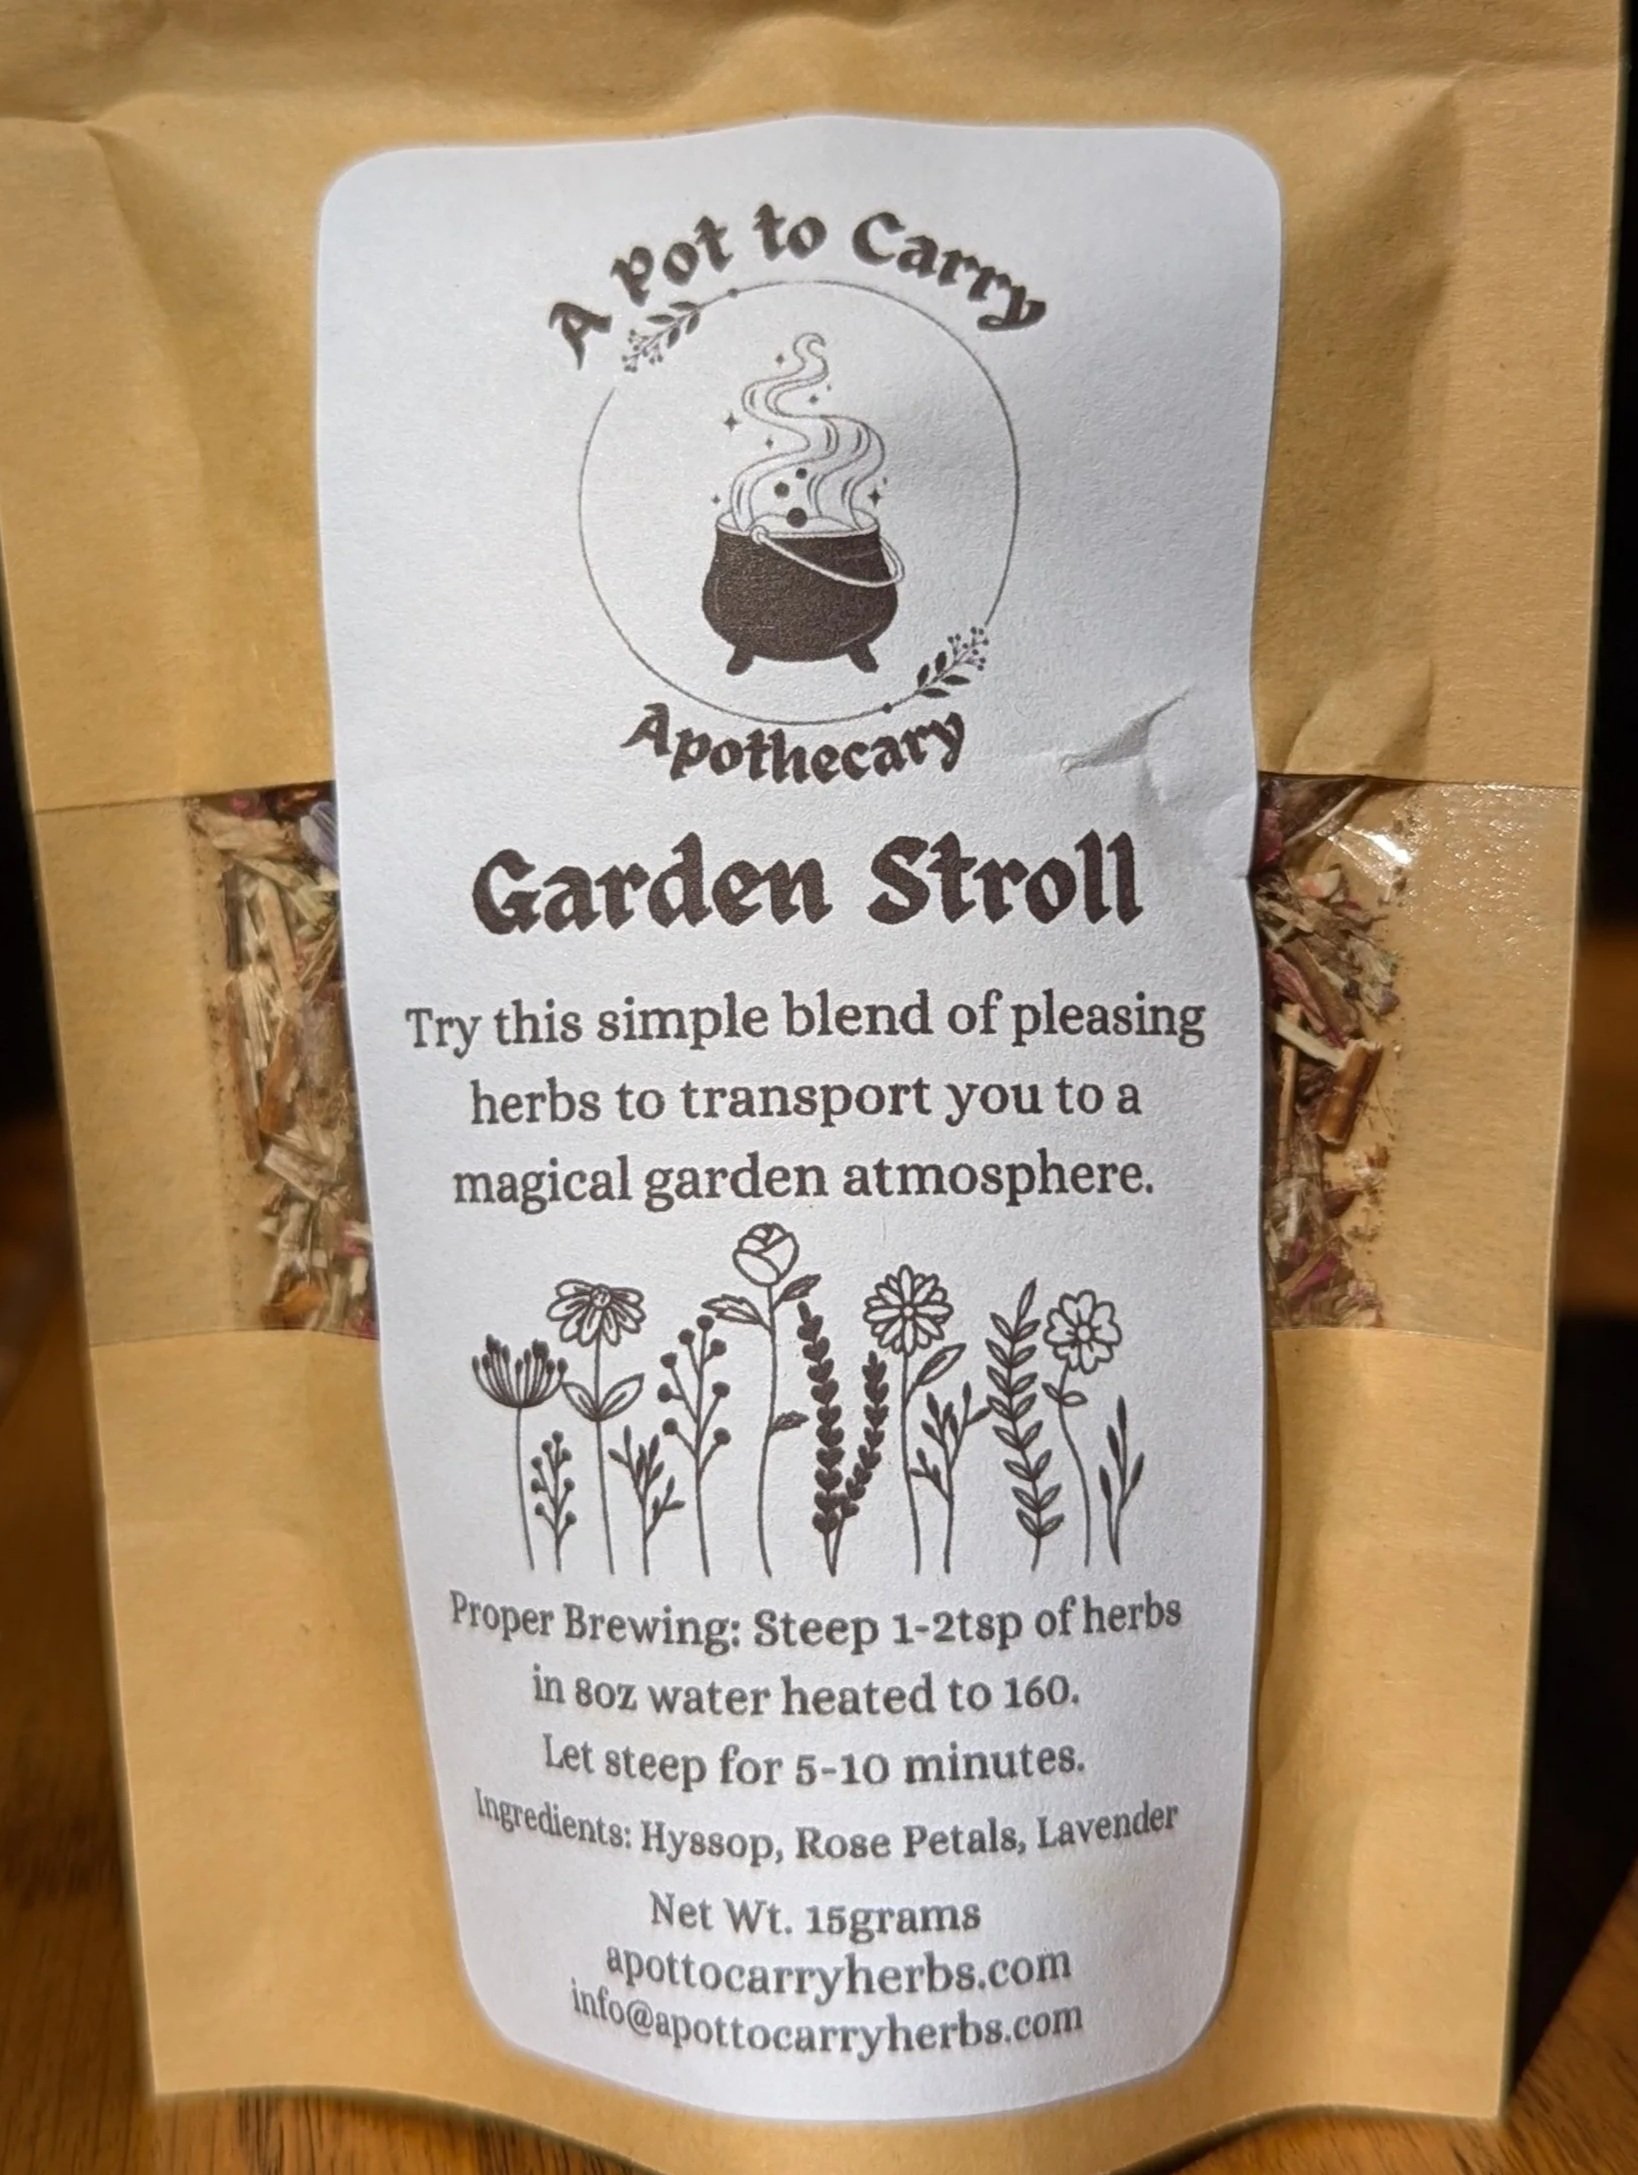 A Pot to Carry
Apothecary
Garden Stroll
Try this simple blend of pleasing
herbs to transport you to a
magical garden atmosphere.
Proper Brewing: Steep 1-2tsp of herbs
in 8oz water heated to 160.
Let steep for 5-10 minutes.
Ingredients: Hyssop, Rose Petals, Lavender
Net Wt. 15grams
apottocarryherbs.com
info@apottocarryherbs.com